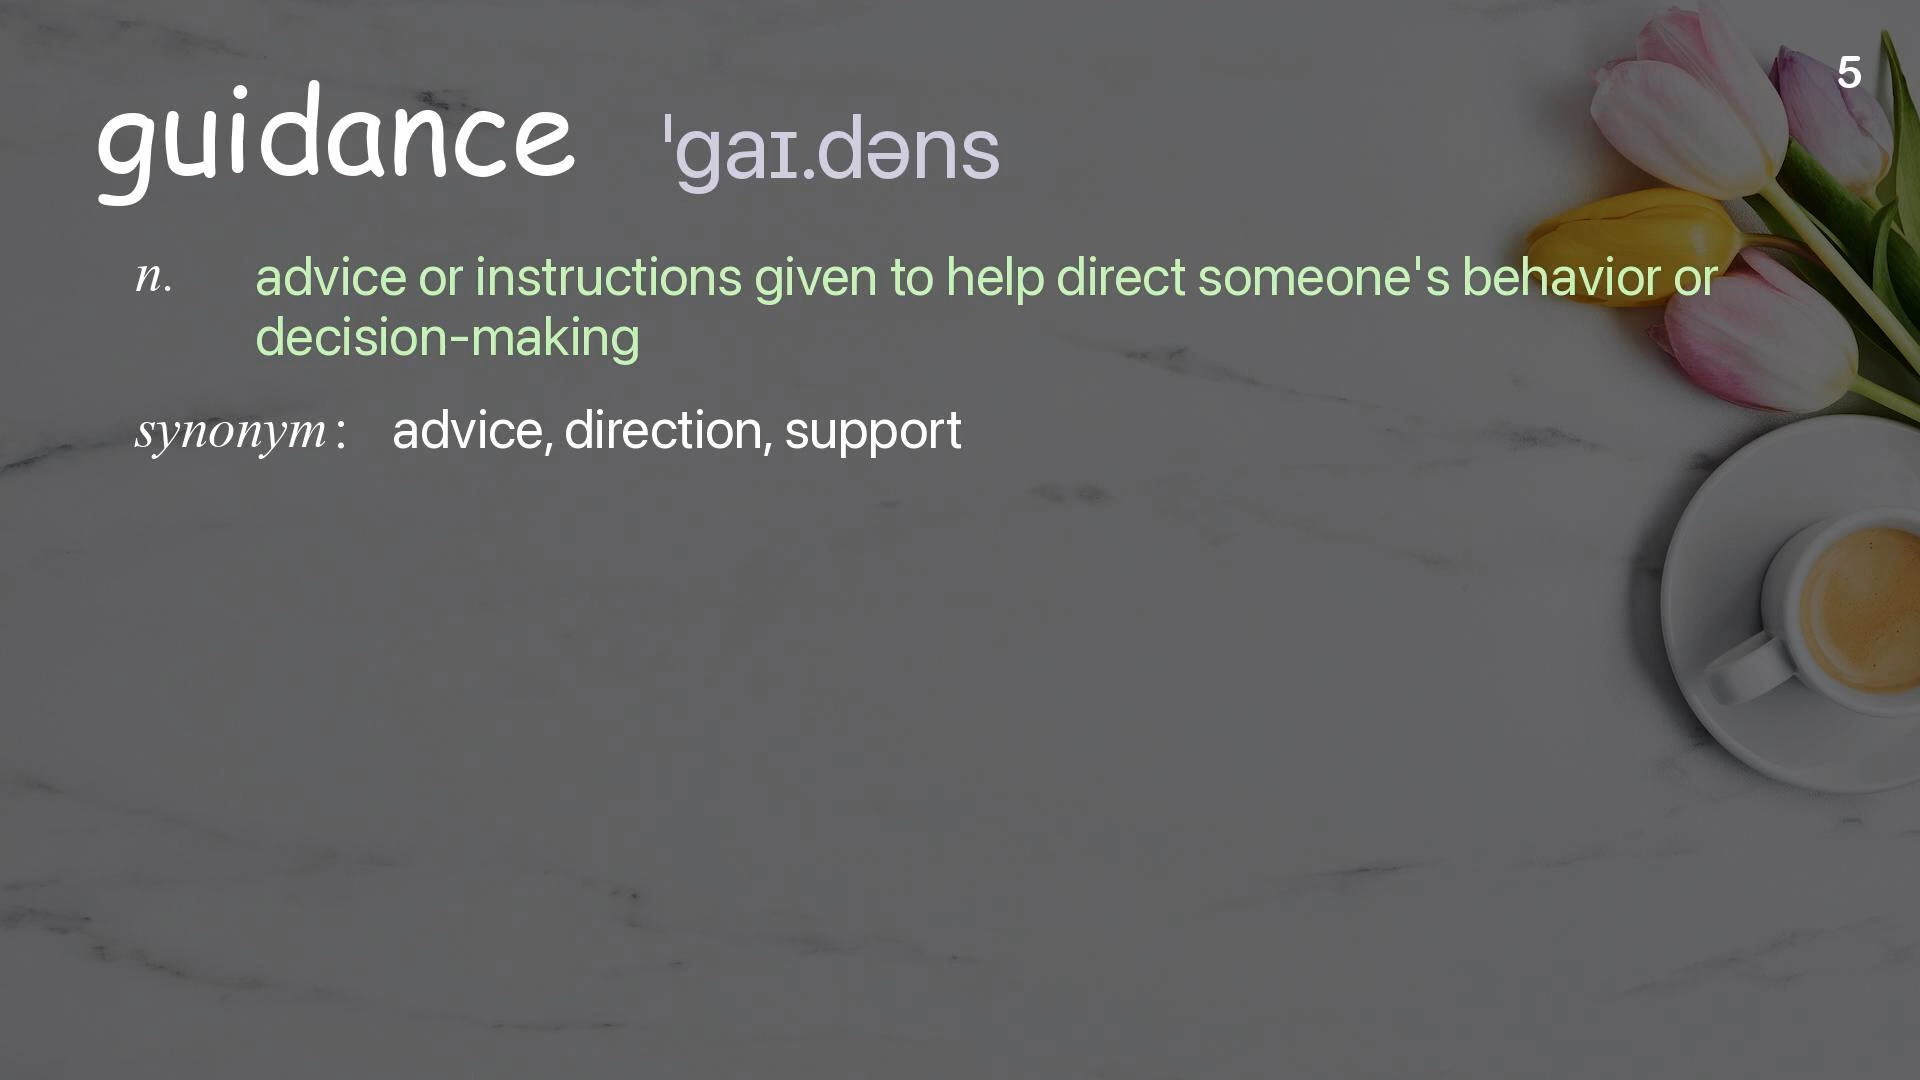 5
guidance ˈgaɪ.dəns
n. advice or instructions given to help direct someone's behavior or
decision-making
synonym: advice, direction, support